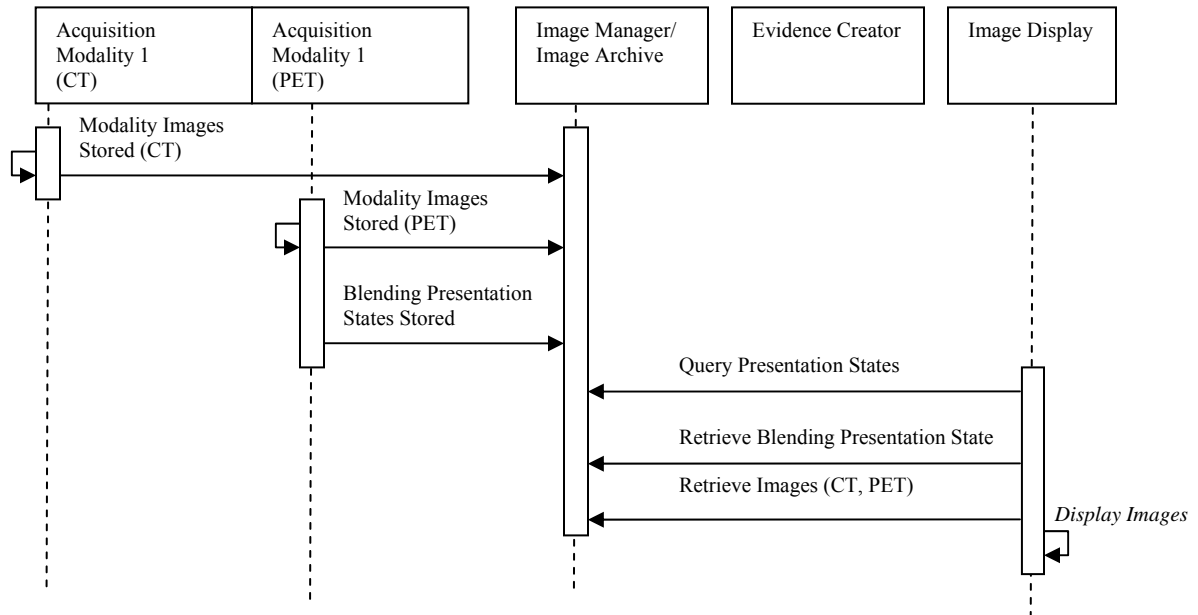 Acquisition
Modality 1
(CT)
Acquisition
Modality 1
(PET)
Image Manager/
Image Archive
Evidence Creator
Image Display
Modality Images
Stored (CT)
Modality Images
Stored (PET)
Blending Presentation
States Stored
Query Presentation States
Retrieve Blending Presentation State
Retrieve Images (CT, PET)
Display Images